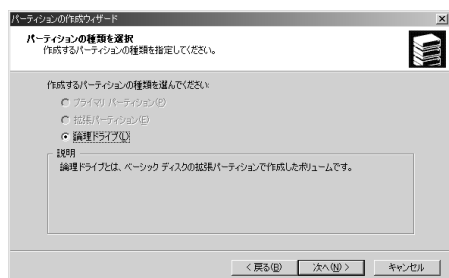 パーティションの作成ウィザード
パーティションの種類を選択
作成するパーティションの種類を指定してください。
作成するパーティションの種類を選んでください:
プライマリ パーティション(P)
拡張パーティション(E)
論理ドライブ(L)
説明
論理ドライブとは、ベーシック ディスクの拡張パーティションで作成したボリュームです。
< 戻る(B)
次へ(N) >
キャンセル